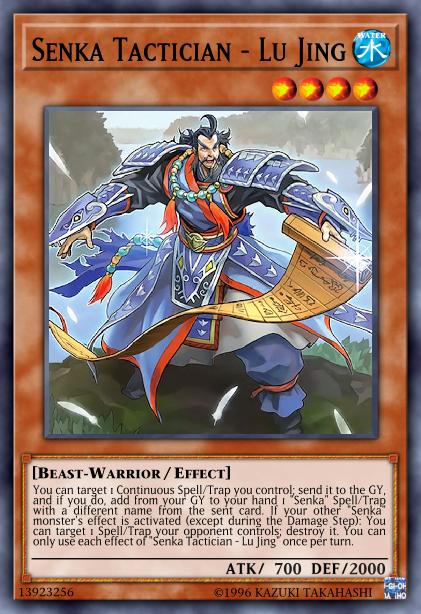 SENKA TACTICIAN - LU JING
WATER
水
[BEAST-WARRIOR / EFFECT]
You can target 1 Continuous Spell/Trap you control; send it to the GY,
and if you do, add from your GY to your hand 1 "Senka" Spell/Trap
with a different name from the sent card. If your other "Senka
monster's effect is activated (except during the Damage Step): You
can target 1 Spell/Trap your opponent controls; destroy it. You can
only use each effect of "Senka Tactician - Lu Jing" once per turn.
ATK/ 700 DEF/2000
13923256
©1996 KAZUKI TAKAHASHI